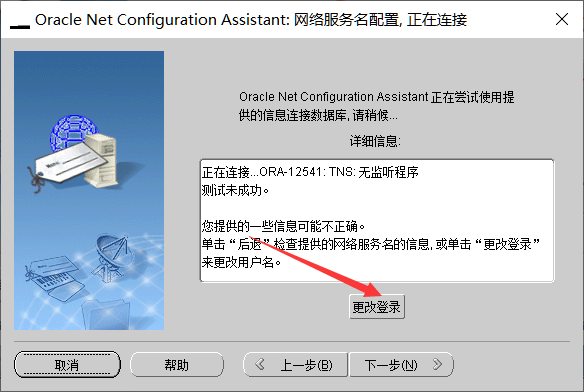 Oracle Net Configuration Assistant: 网络服务名配置, 正在连接
Oracle Net Configuration Assistant 正在尝试使用提
供的信息连接数据库, 请稍候...
详细信息:
正在连接...ORA-12541: TNS: 无监听程序
测试未成功。
您提供的一些信息可能不正确。
单击“后退”检查提供的网络服务名的信息, 或单击“更改登录”
来更改用户名。
更改登录
取消
帮助
上一步(B)
下一步(N)